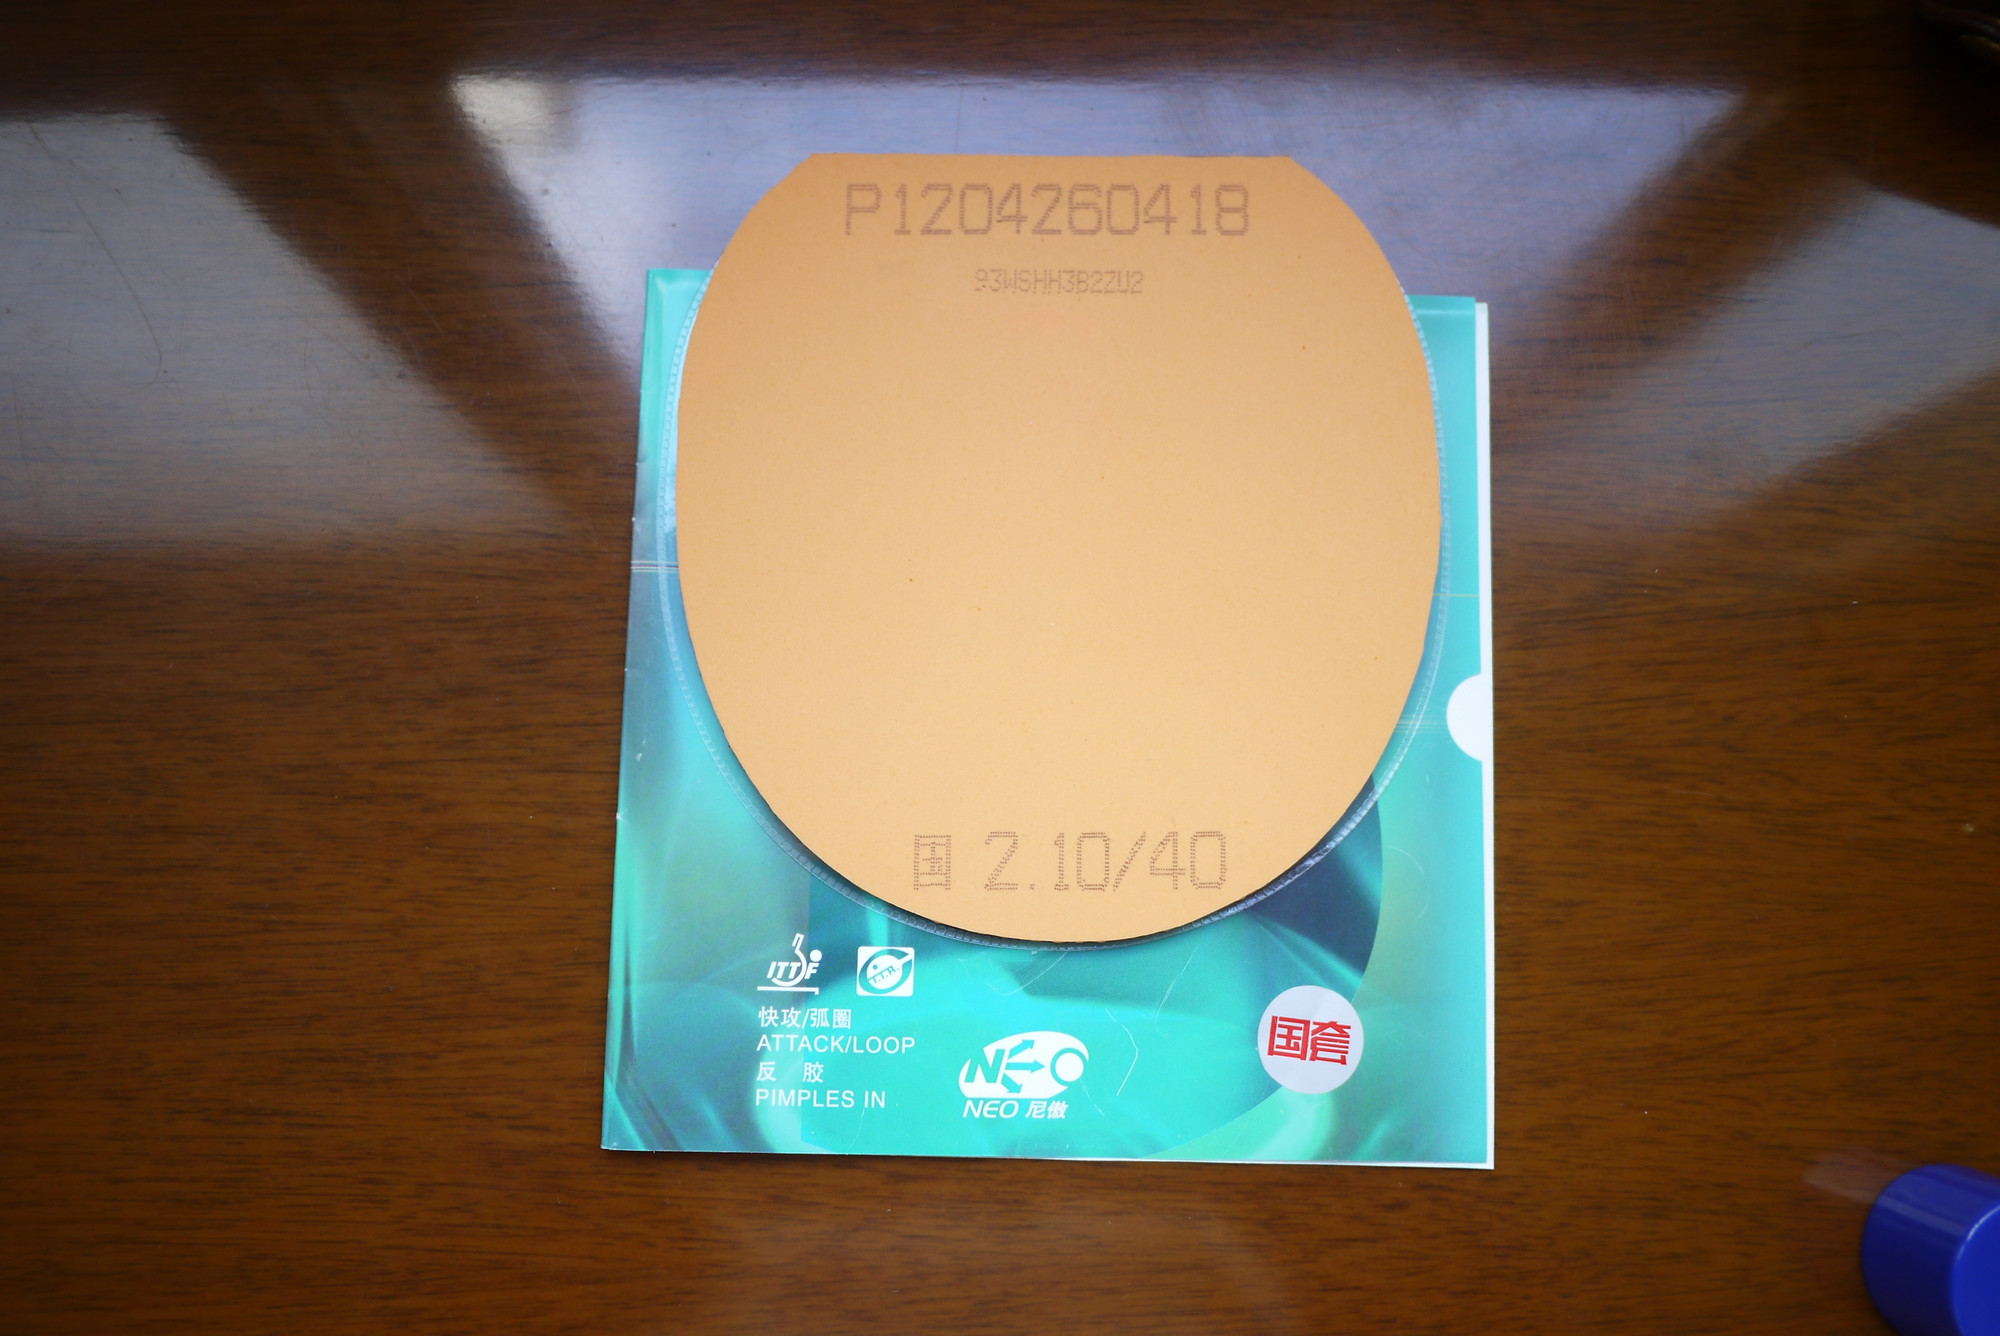 P1204260418
93WSHH3B2ZU2
国 2.10/40
ITTF
快攻/弧圈
ATTACK/LOOP
反 胶
PIMPLES IN
NEO
NEO 尼傲
国套